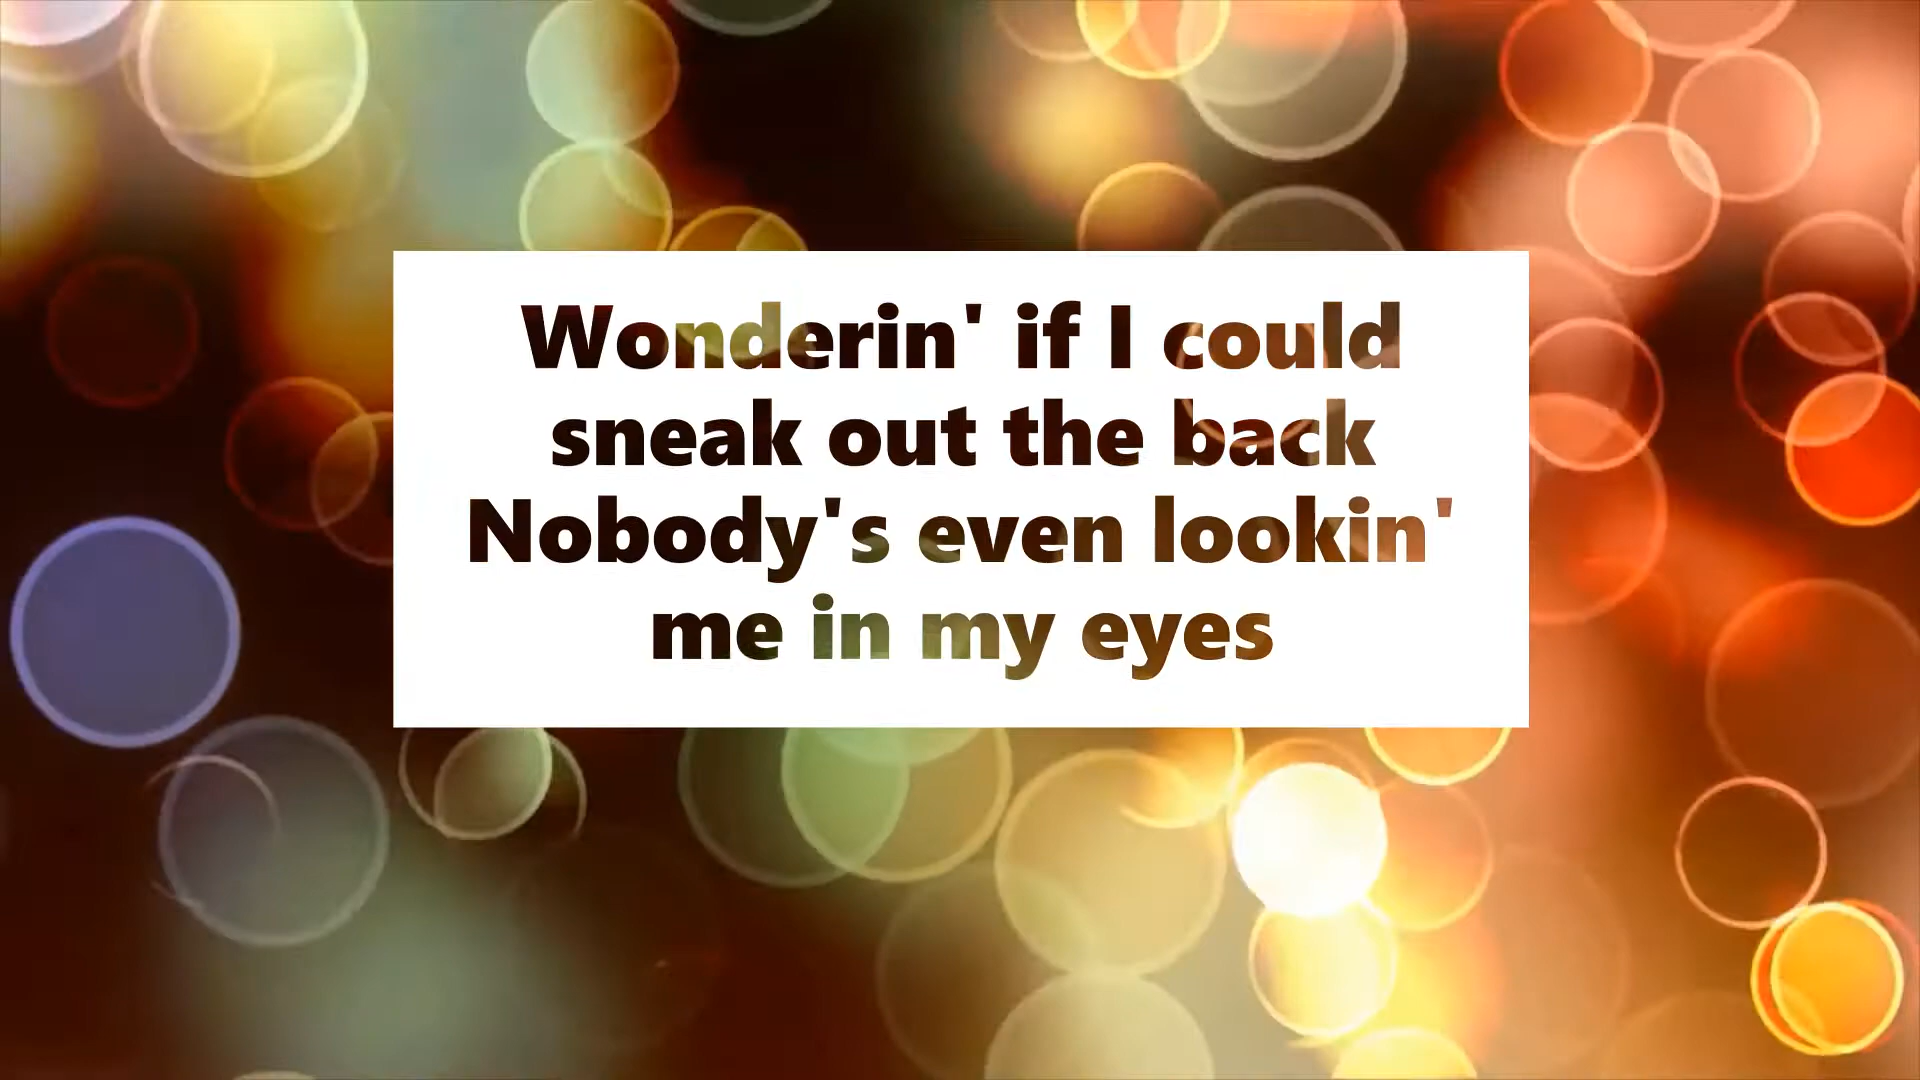 Wonderin' if I could
sneak out the back
Nobody's even lookin'
me in my eyes